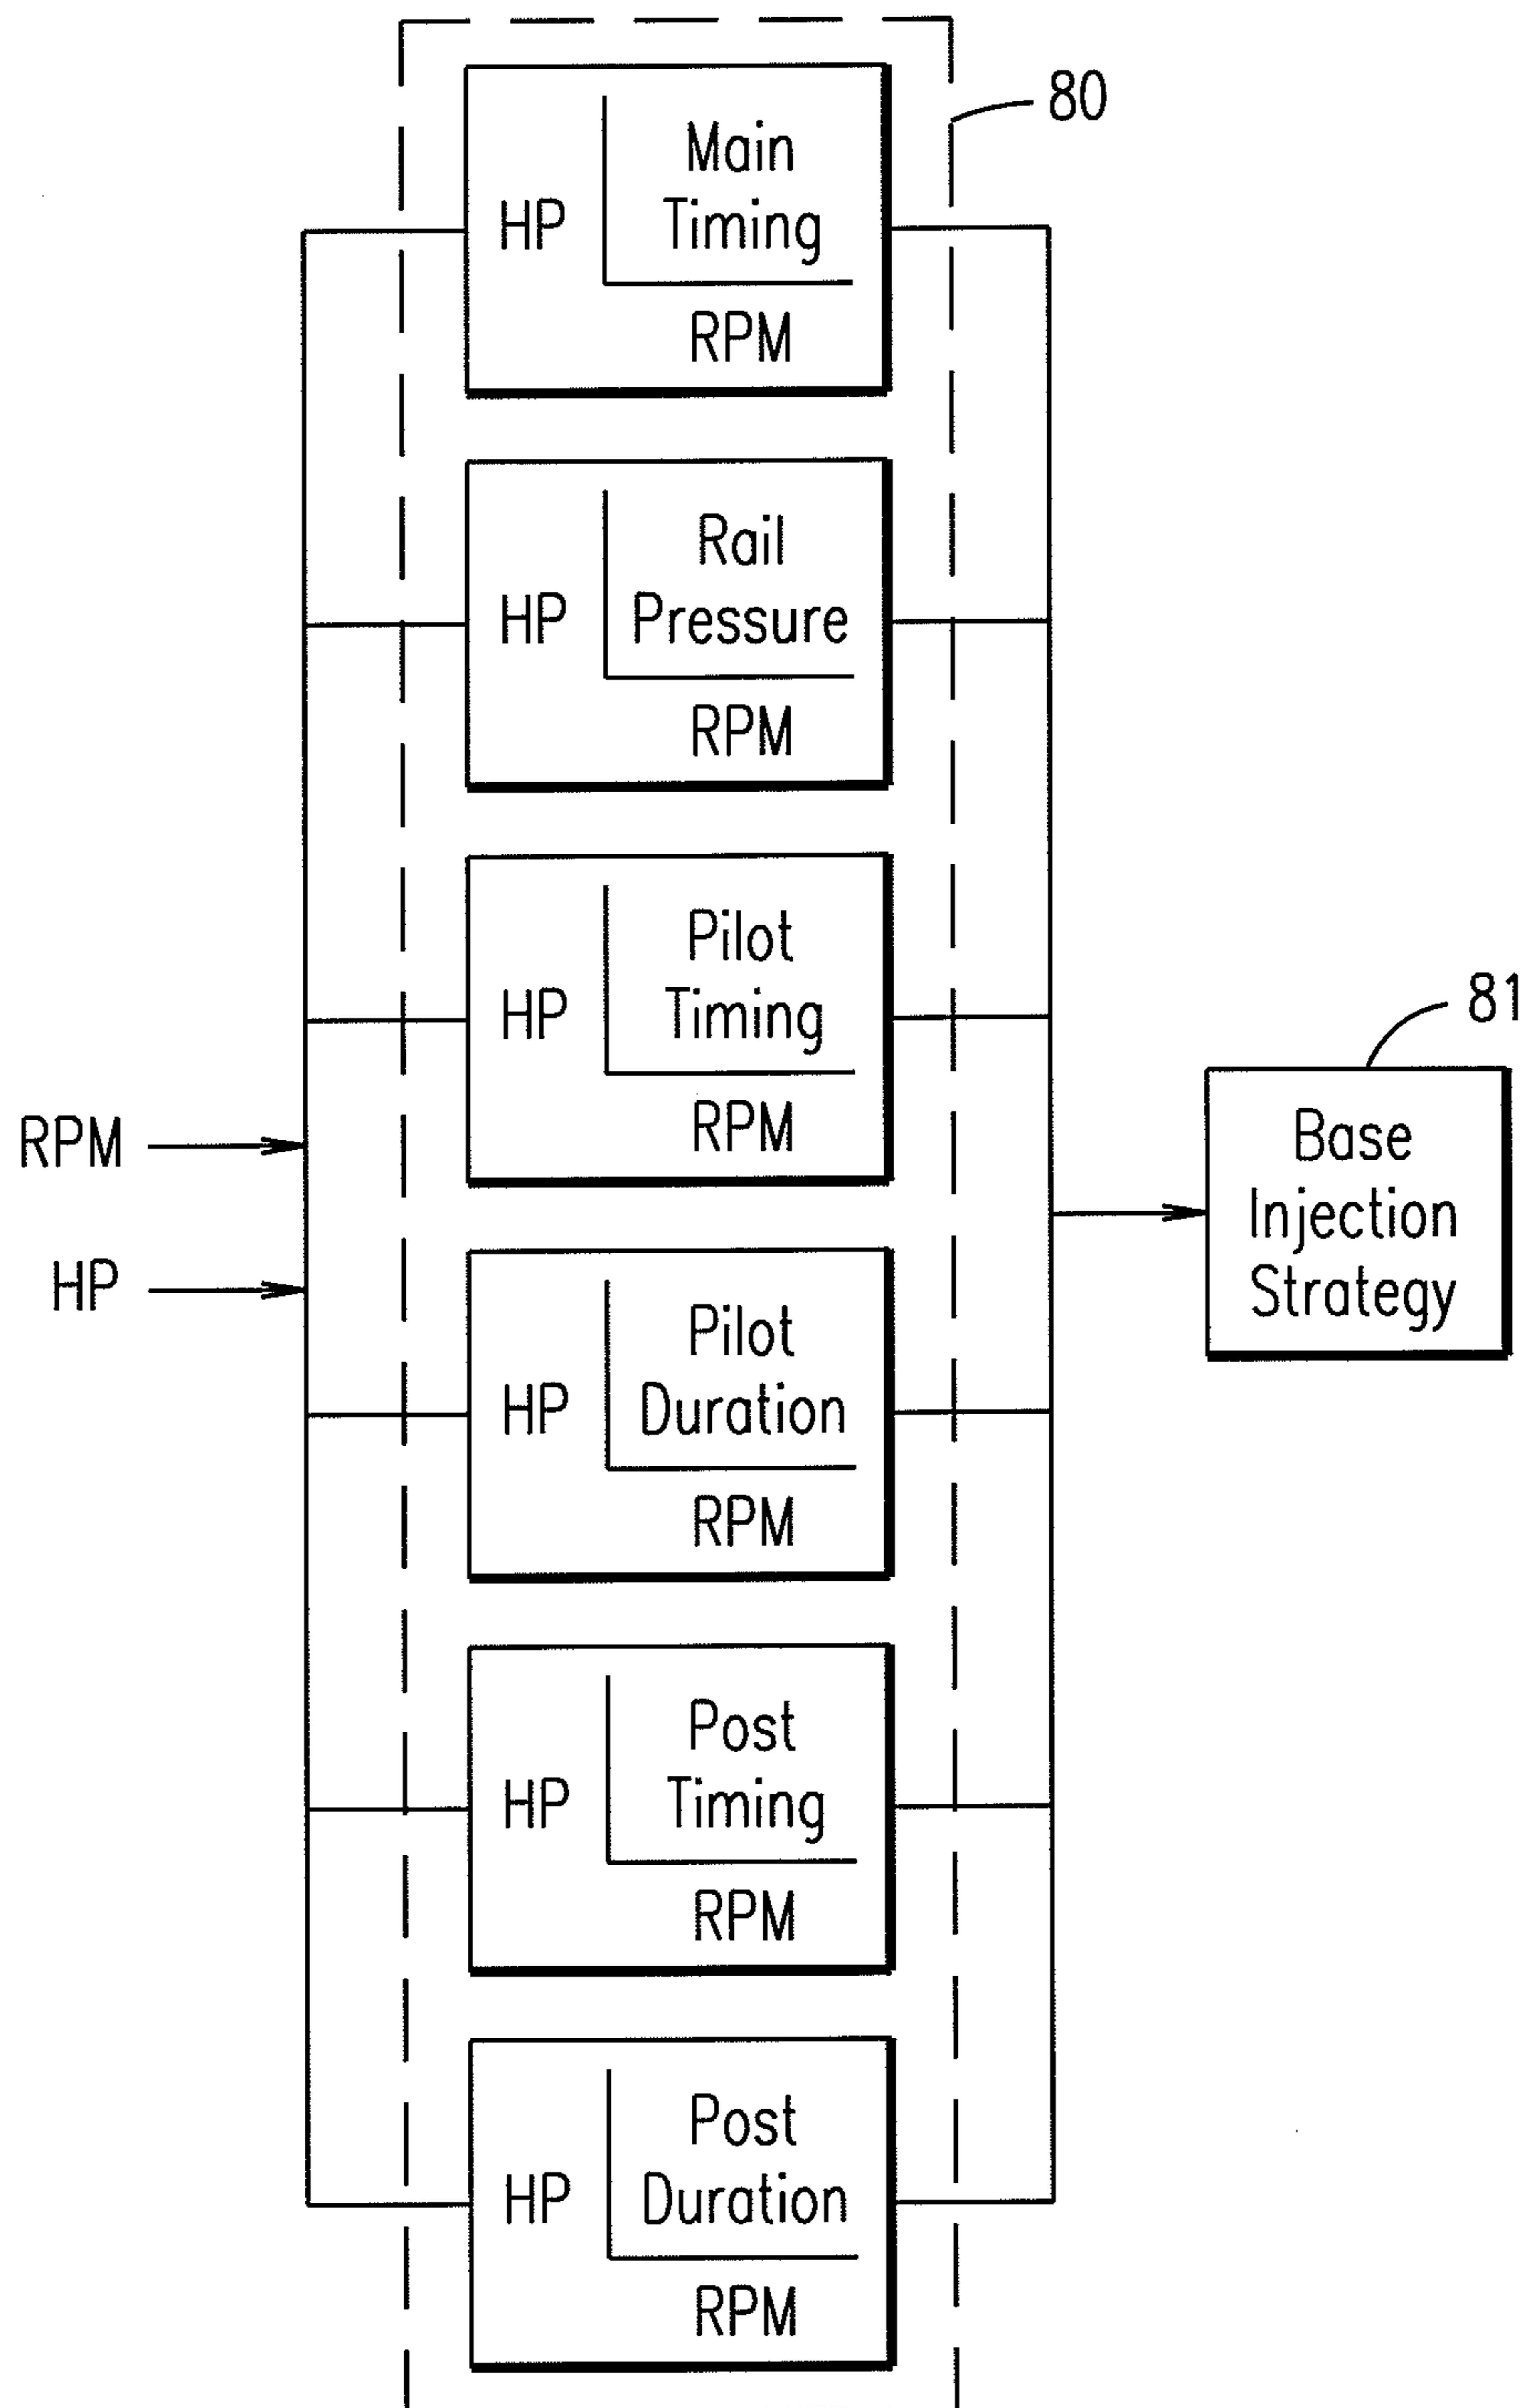 80
Main
HP
Timing
RPM
Rail
HP
Pressure
RPM
Pilot
HP
Timing
RPM
RPM
HP
Pilot
HP
Duration
RPM
Post
HP
Timing
RPM
Post
HP
Duration
RPM
81
Base
Injection
Strategy